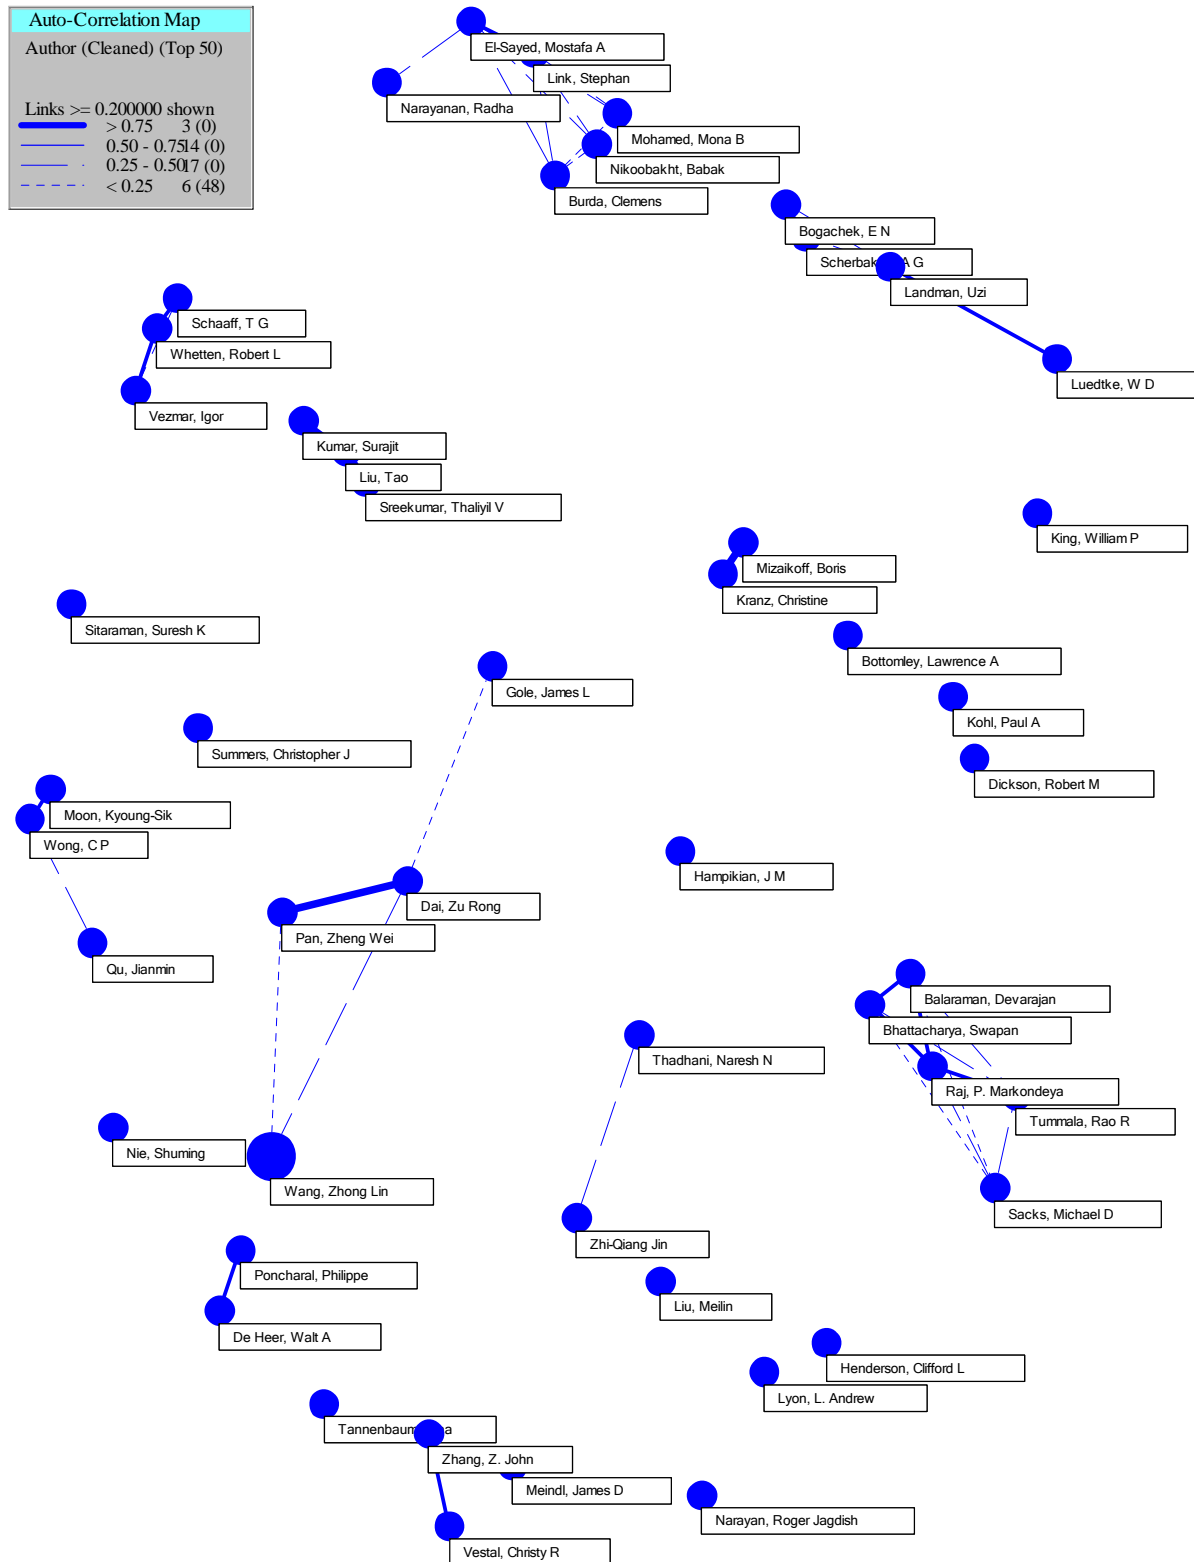 Auto-Correlation Map
Author (Cleaned) (Top 50)
Links >= 0.200000 shown
> 0.75 3 (0)
0.50 - 0.75 14 (0)
0.25 - 0.50 17 (0)
< 0.25 6 (48)
El-Sayed, Mostafa A
Link, Stephan
Narayanan, Radha
Mohamed, Mona B
Nikoobakht, Babak
Burda, Clemens
Bogachek, E N
Scherbak A G
Landman, Uzi
Schaaff, T G
Whetten, Robert L
Luedtke, W D
Vezmar, Igor
Kumar, Surajit
Liu, Tao
Sreekumar, Thaliyil V
King, William P
Mizaikoff, Boris
Kranz, Christine
Sitaraman, Suresh K
Bottomley, Lawrence A
Gole, James L
Kohl, Paul A
Summers, Christopher J
Dickson, Robert M
Moon, Kyoung-Sik
Wong, C P
Hampikian, J M
Dai, Zu Rong
Pan, Zheng Wei
Qu, Jianmin
Balaraman, Devarajan
Bhattacharya, Swapan
Thadhani, Naresh N
Raj, P. Markondeya
Tummala, Rao R
Nie, Shuming
Wang, Zhong Lin
Sacks, Michael D
Zhi-Qiang Jin
Poncharal, Philippe
Liu, Meilin
De Heer, Walt A
Henderson, Clifford L
Lyon, L. Andrew
Tannenbaum a
Zhang, Z. John
Meindl, James D
Narayan, Roger Jagdish
Vestal, Christy R